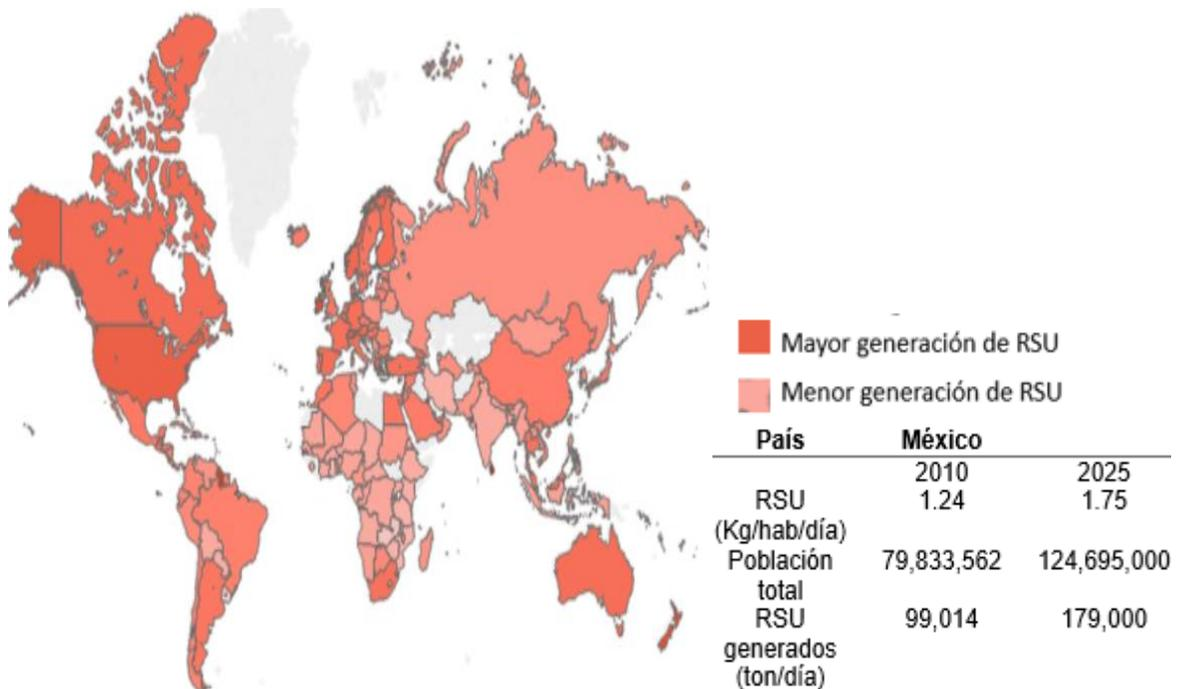 Mayor generación de RSU
Menor generación de RSU
País México
2010 2025
RSU 1.24 1.75
(Kg/hab/día)
Población 79,833,562 124,695,000
total
RSU 99,014 179,000
generados
(ton/día)